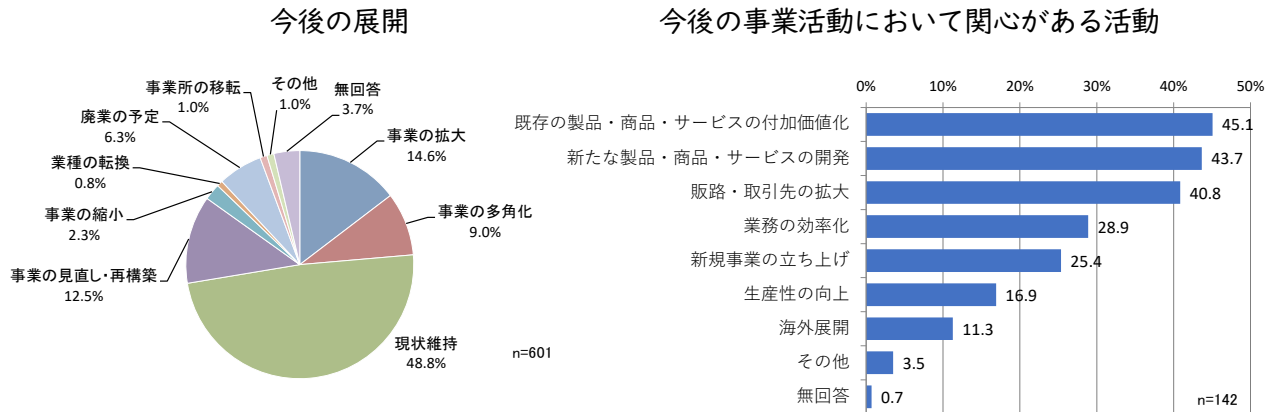 今後の展開
事業の拡大
14.6%
事業の多角化
9.0%
現状維持
48.8%
事業の見直し・再構築
12.5%
事業の縮小
2.3%
業種の転換
0.8%
廃業の予定
6.3%
事業所の移転
1.0%
その他
1.0%
無回答
3.7%
n=601
今後の事業活動において関心がある活動
0% 10% 20% 30% 40% 50%
既存の製品・商品・サービスの付加価値化 45.1
新たな製品・商品・サービスの開発 43.7
販路・取引先の拡大 40.8
業務の効率化 28.9
新規事業の立ち上げ 25.4
生産性の向上 16.9
海外展開 11.3
その他 3.5
無回答 0.7
n=142